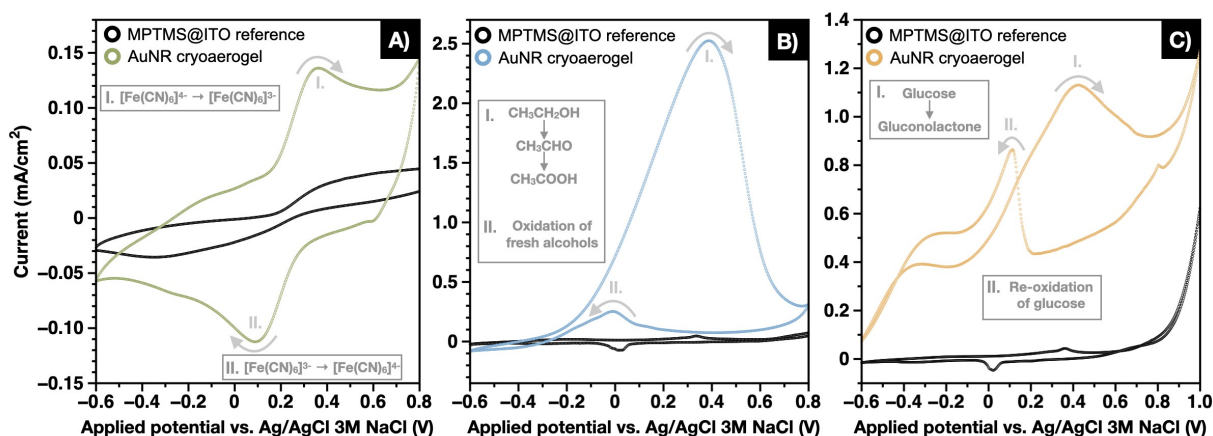 Current (mA/cm²)
0.15
0.10
0.05
0
−0.05
−0.10
−0.15
MPTMS@ITO reference
AuNR cryoaerogel
A)
I. [Fe(CN)₆]⁴⁻ → [Fe(CN)₆]³⁻
I.
II.
II. [Fe(CN)₆]³⁻ → [Fe(CN)₆]⁴⁻
−0.6 −0.4 −0.2 0 0.2 0.4 0.6 0.8
Applied potential vs. Ag/AgCl 3M NaCl (V)
2.5
2.0
1.5
1.0
0.5
0
MPTMS@ITO reference
AuNR cryoaerogel
B)
I.
I. CH₃CH₂OH
CH₃CHO
CH₃COOH
II. Oxidation of
fresh alcohols
II.
−0.6 −0.4 −0.2 0 0.2 0.4 0.6 0.8
Applied potential vs. Ag/AgCl 3M NaCl (V)
1.4
1.2
1.0
0.8
0.6
0.4
0.2
0
MPTMS@ITO reference
AuNR cryoaerogel
C)
I.
I. Glucose
Gluconolactone
II.
II. Re-oxidation
of glucose
−0.6 −0.4 −0.2 0 0.2 0.4 0.6 0.8 1.0
Applied potential vs. Ag/AgCl 3M NaCl (V)